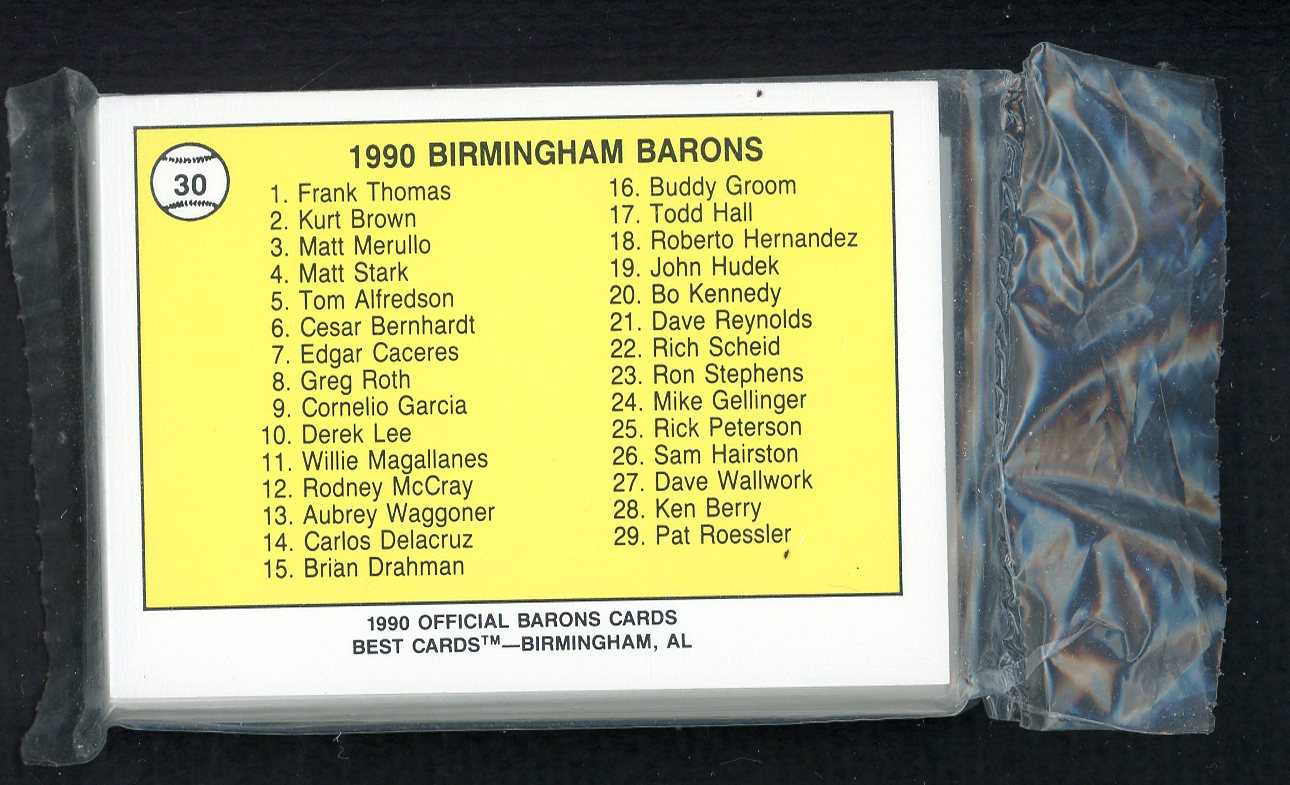 30
1990 BIRMINGHAM BARONS
1. Frank Thomas
2. Kurt Brown
3. Matt Merullo
4. Matt Stark
5. Tom Alfredson
6. Cesar Bernhardt
7. Edgar Caceres
8. Greg Roth
9. Cornelio Garcia
10. Derek Lee
11. Willie Magallanes
12. Rodney McCray
13. Aubrey Waggoner
14. Carlos Delacruz
15. Brian Drahman
16. Buddy Groom
17. Todd Hall
18. Roberto Hernandez
19. John Hudek
20. Bo Kennedy
21. Dave Reynolds
22. Rich Scheid
23. Ron Stephens
24. Mike Gellinger
25. Rick Peterson
26. Sam Hairston
27. Dave Wallwork
28. Ken Berry
29. Pat Roessler
1990 OFFICIAL BARONS CARDS
BEST CARDS™—BIRMINGHAM, AL